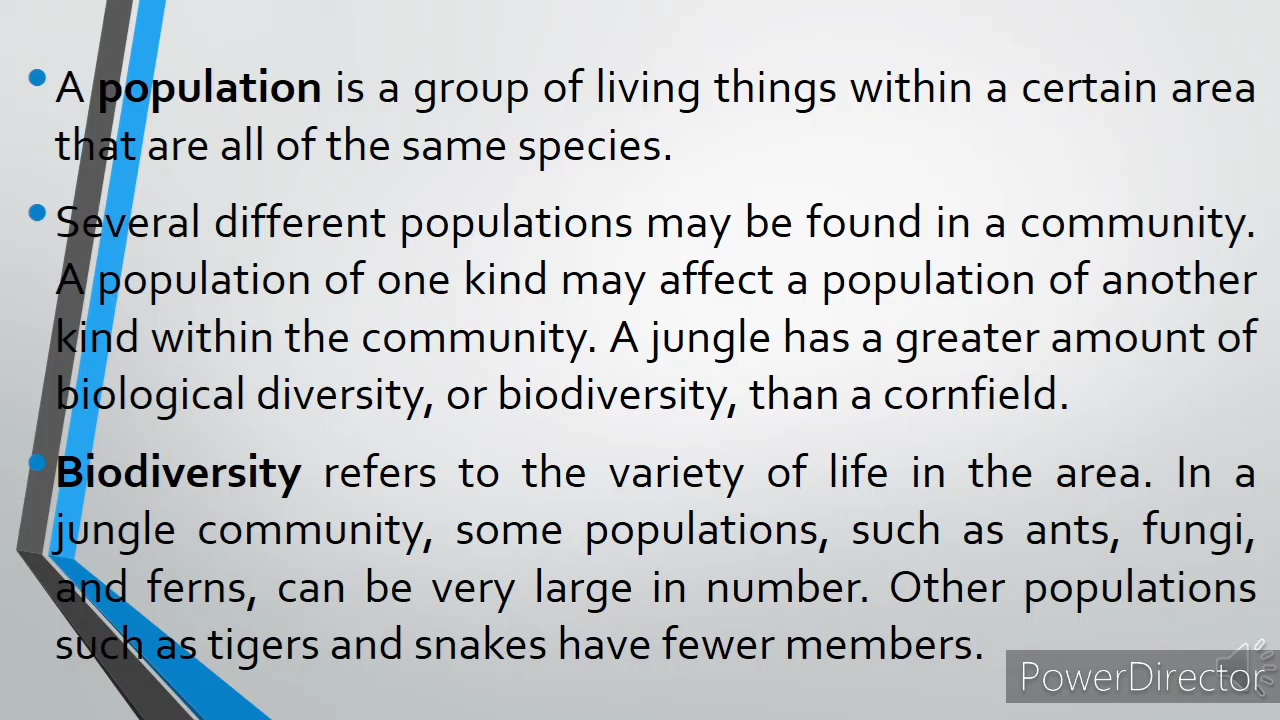 • A population is a group of living things within a certain area
that are all of the same species.
• Several different populations may be found in a community.
A population of one kind may affect a population of another
kind within the community. A jungle has a greater amount of
biological diversity, or biodiversity, than a cornfield.
• Biodiversity refers to the variety of life in the area. In a
jungle community, some populations, such as ants, fungi,
and ferns, can be very large in number. Other populations
such as tigers and snakes have fewer members.
PowerDirector